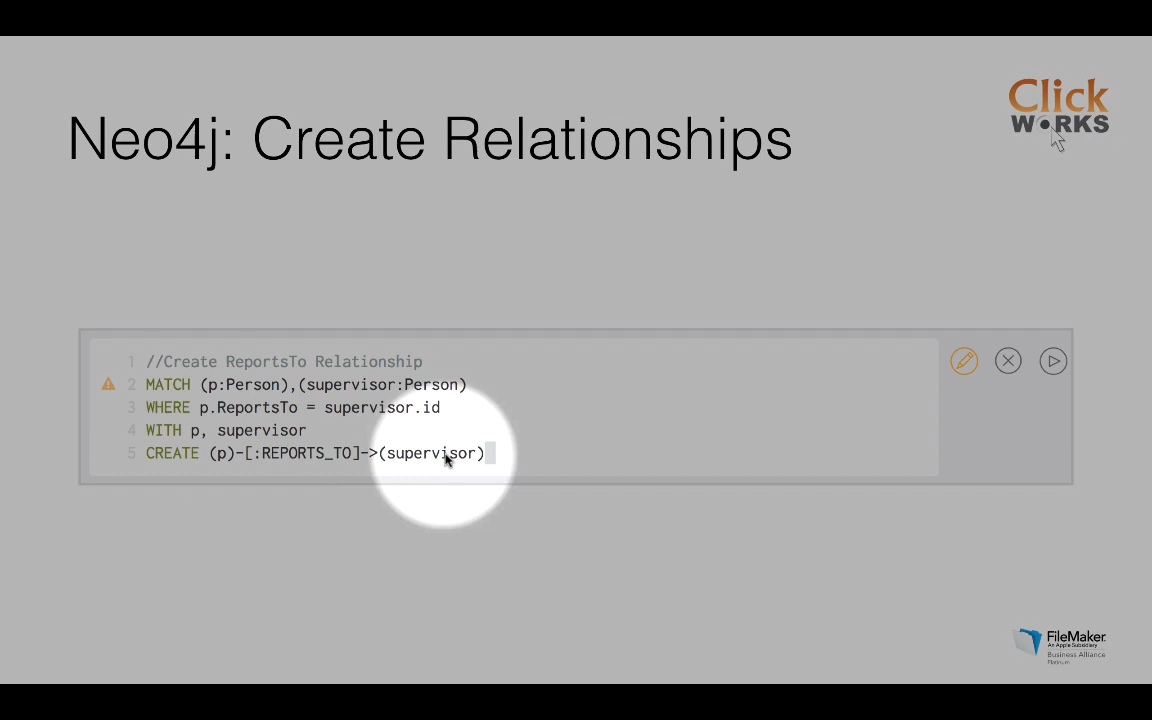 Click
WORKS
Neo4j: Create Relationships
1 //Create ReportsTo Relationship
2 MATCH (p:Person),(supervisor:Person)
3 WHERE p.ReportsTo = supervisor.id
4 WITH p, supervisor
5 CREATE (p)-[:REPORTS_TO]->(supervisor)
FileMaker
An Apple Subsidiary
Business Alliance
Platinum